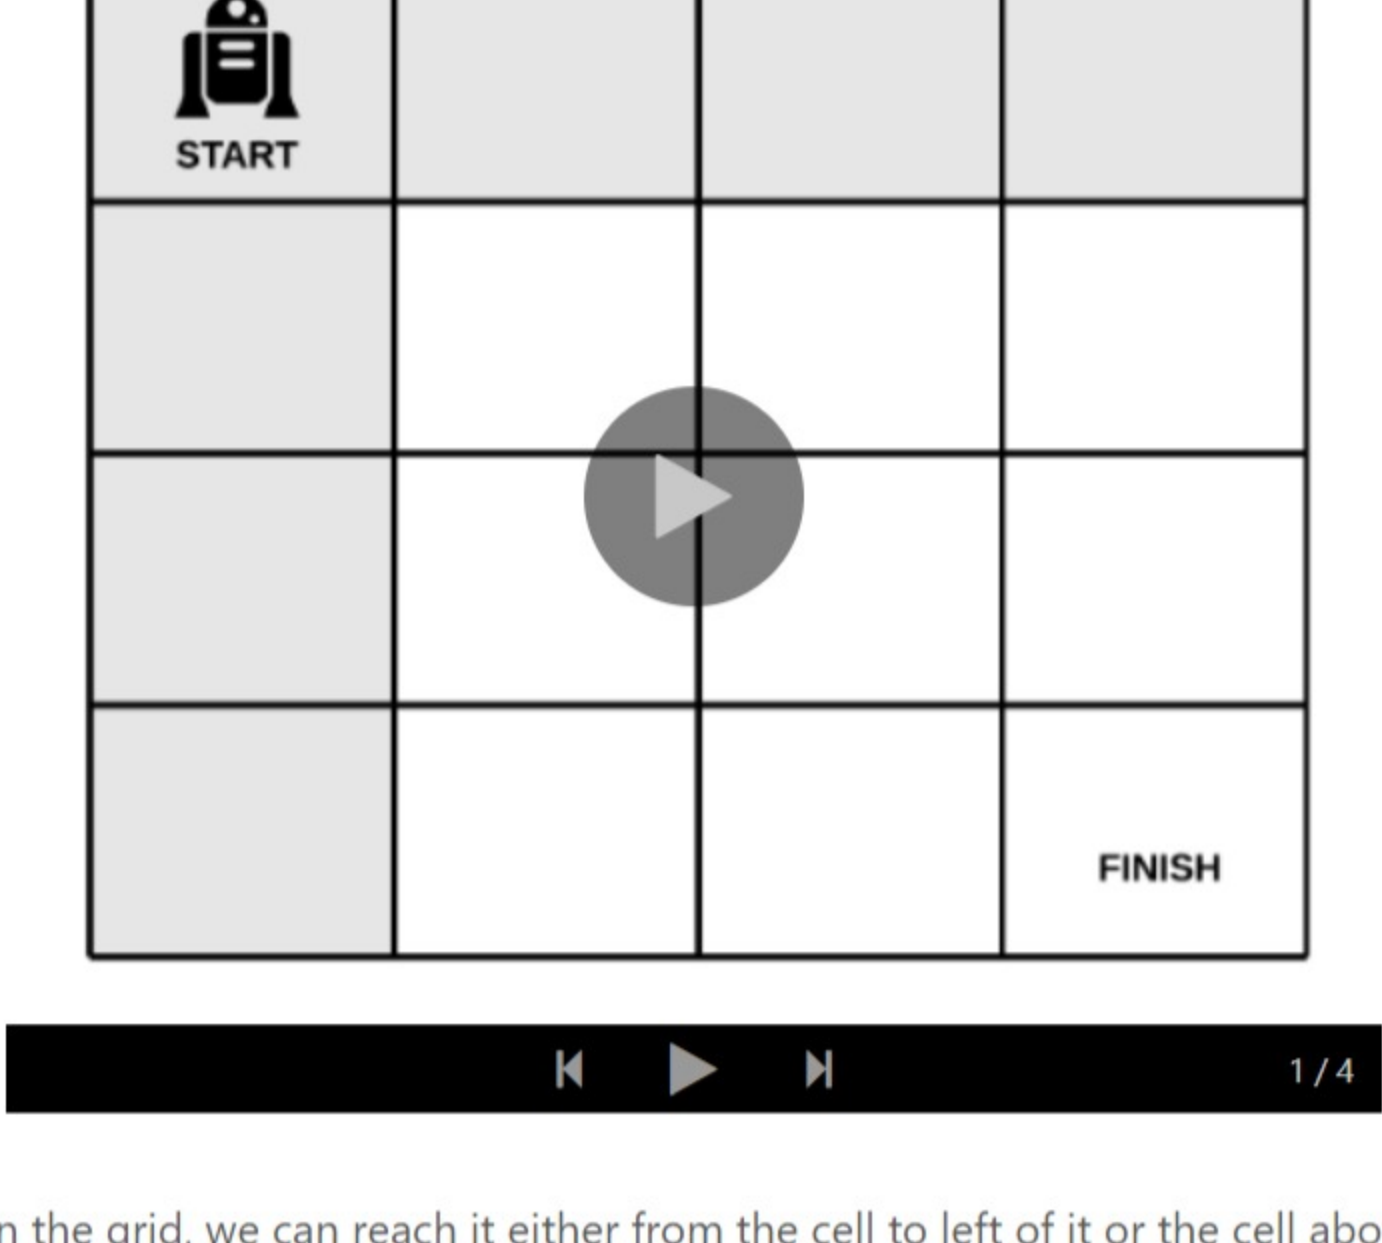 START
FINISH
1 / 4
the grid, we can reach it either from the cell to left of it or the cell